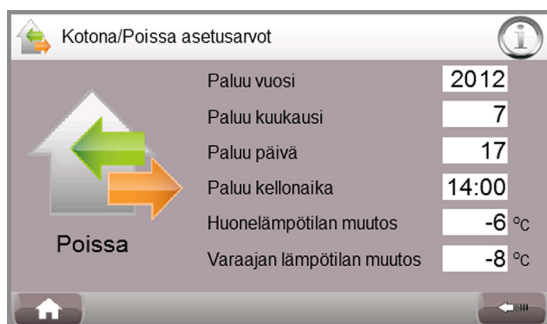 Kotona/Poissa asetusarvot
Paluu vuosi 2012
Paluu kuukausi 7
Paluu päivä 17
Paluu kellonaika 14:00
Huonelämpötilan muutos -6 °C
Varaajan lämpötilan muutos -8 °C
Poissa